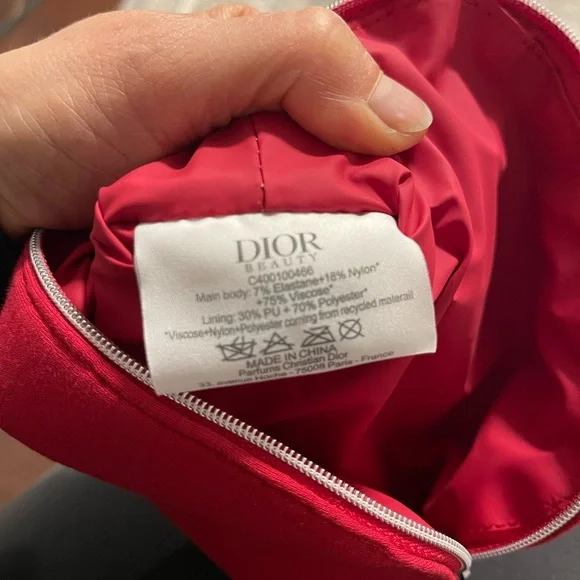 DIOR
BEAUTY
C400100466
Main body: 7% Elastane+18% Nylon*
+75% Viscose*
Lining: 30% PU + 70% Polyester*
*Viscose+Nylon+Polyester coming from recycled materail
MADE IN CHINA
Parfums Christian Dior
33, avenue Hoche - 75008 Paris - France